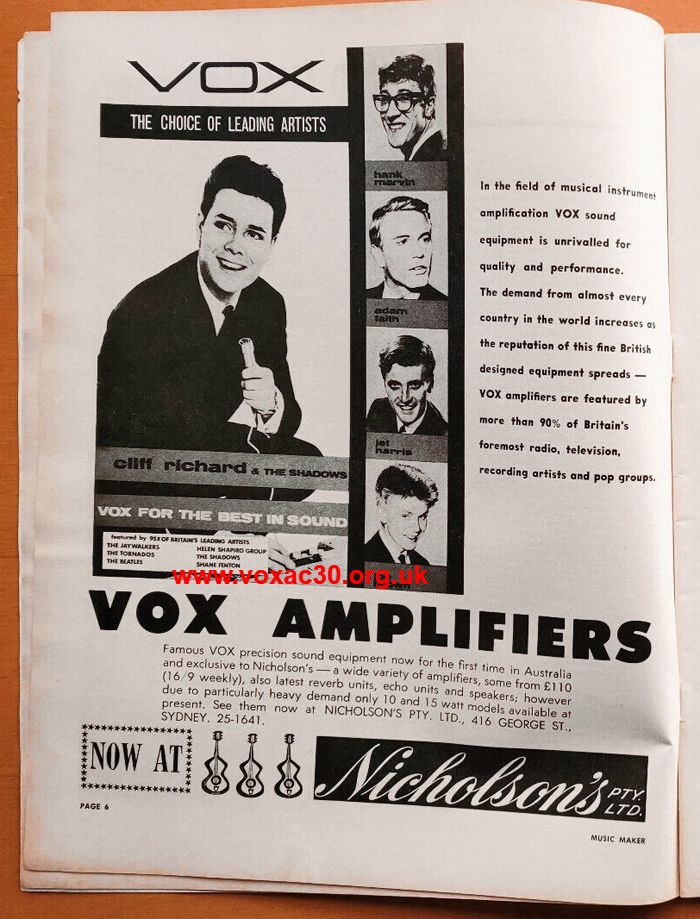 VOX
THE CHOICE OF LEADING ARTISTS
hank
marvin
adam
faith
jet
harris
cliff richard & THE SHADOWS
VOX FOR THE BEST IN SOUND
featured by 95% OF BRITAIN'S LEADING ARTISTS
THE JAYWALKERS
THE TORNADOS
THE BEATLES
HELEN SHAPIRO GROUP
THE SHADOWS
SHANE FENTON
www.voxac30.org.uk
In the field of musical instrument
amplification VOX sound
equipment is unrivalled for
quality and performance.
The demand from almost every
country in the world increases as
the reputation of this fine British
designed equipment spreads —
VOX amplifiers are featured by
more than 90% of Britain's
foremost radio, television,
recording artists and pop groups.
VOX AMPLIFIERS
Famous VOX precision sound equipment now for the first time in Australia
and exclusive to Nicholson's — a wide variety of amplifiers, some from £110
(16/9 weekly), also latest reverb units, echo units and speakers; however
due to particularly heavy demand only 10 and 15 watt models available at
present. See them now at NICHOLSON'S PTY. LTD., 416 GEORGE ST.,
SYDNEY. 25-1641.
NOW AT
Nicholson's PTY.
LTD.
PAGE 6
MUSIC MAKER